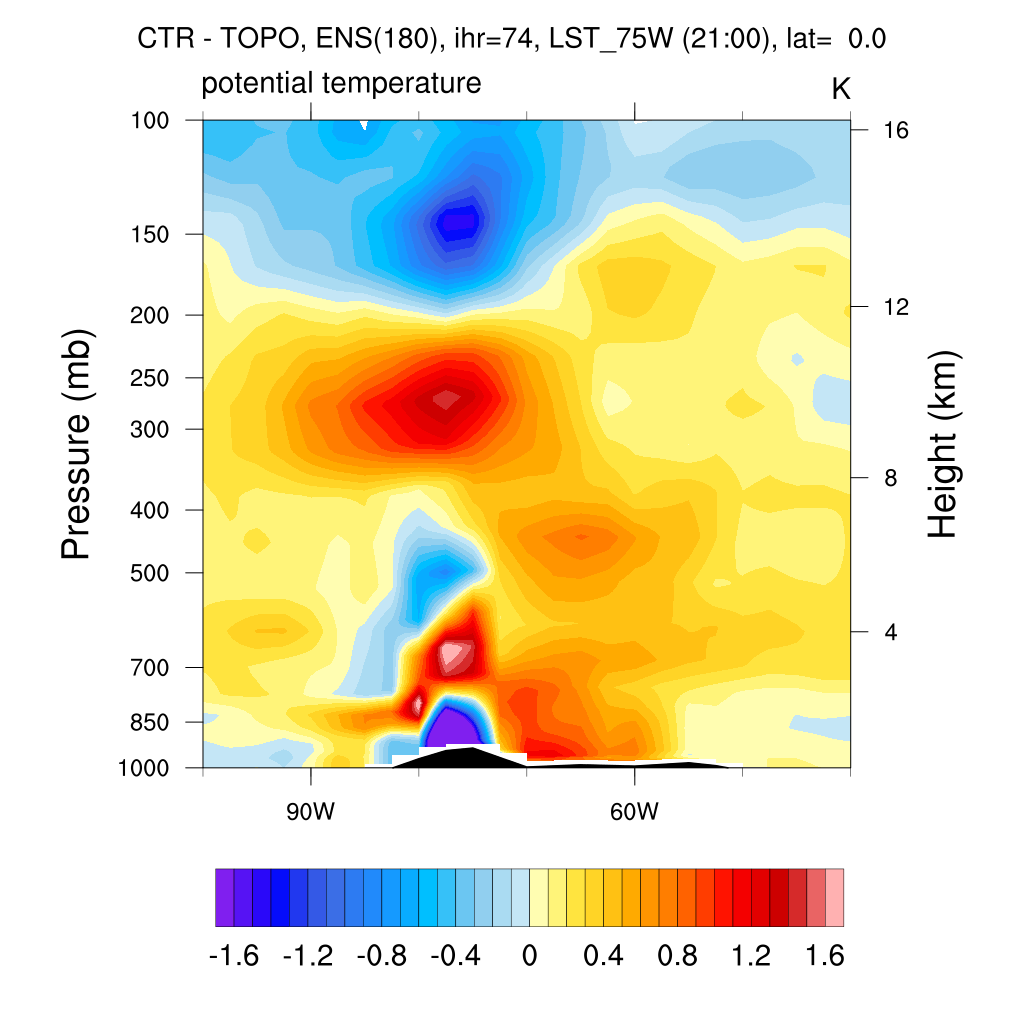 CTR - TOPO, ENS(180), ihr=74, LST_75W (21:00), lat= 0.0
potential temperature K
100
150
200
250
300
400
500
700
850
1000
Pressure (mb)
16
12
8
4
Height (km)
90W 60W
-1.6 -1.2 -0.8 -0.4 0 0.4 0.8 1.2 1.6